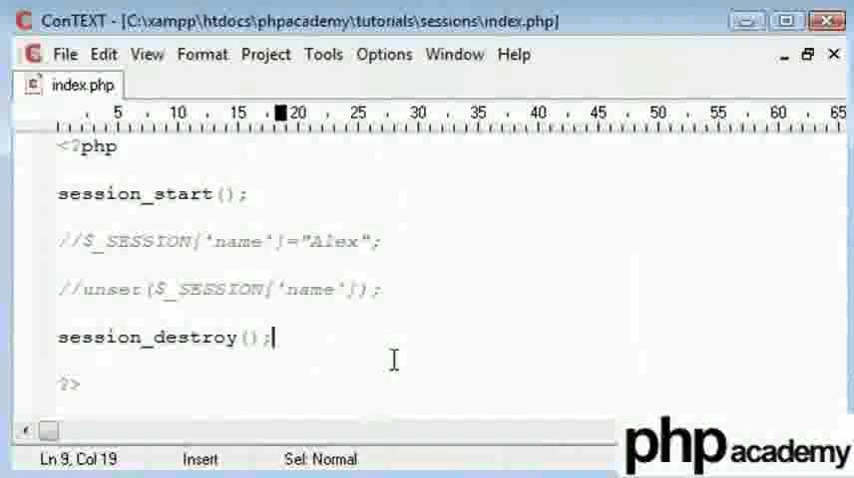 ConTEXT - [C:\xampp\htdocs\phpacademy\tutorials\sessions\index.php]
File Edit View Format Project Tools Options Window Help
index.php
5 10 15 20 25 30 35 40 45 50 55 60 65
<?php
session_start();
//$_SESSION['name']="Alex";
//unset($_SESSION['name']);
session_destroy();
?>
Ln 9, Col 19 Insert Sel: Normal
php academy